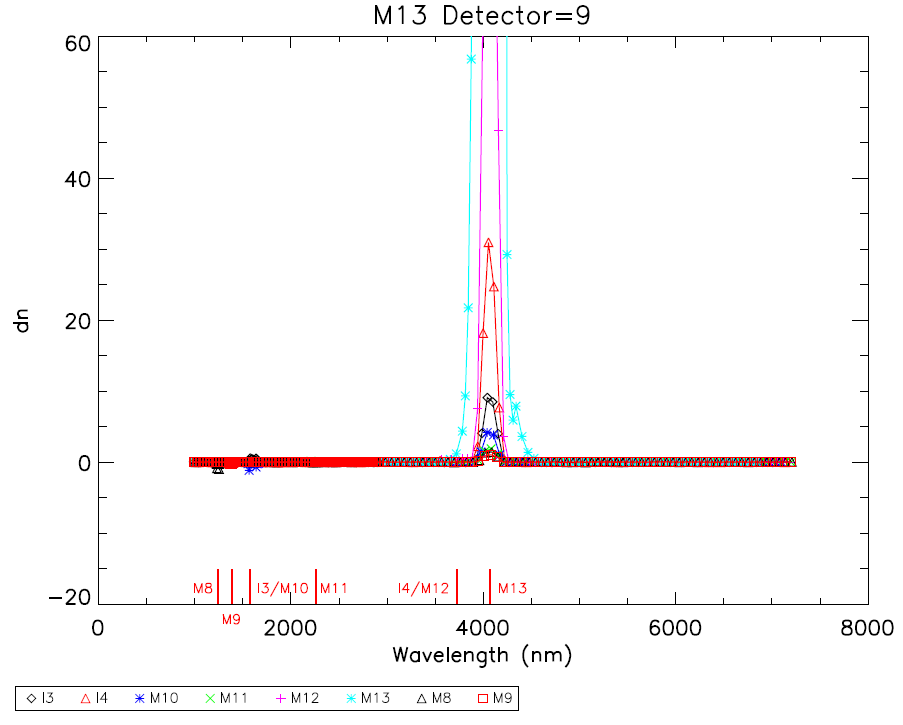 M13 Detector=9
60
40
20
0
-20
dn
M8 I3/M10 M11 I4/M12 M13
M9
0 2000 4000 6000 8000
Wavelength (nm)
I3 I4 M10 M11 M12 M13 M8 M9